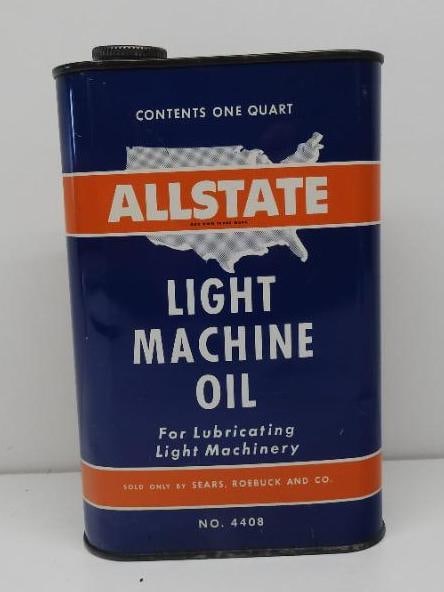 CONTENTS ONE QUART
ALLSTATE
LIGHT
MACHINE
OIL
For Lubricating
Light Machinery
SOLD ONLY BY SEARS, ROEBUCK AND CO.
NO. 4408